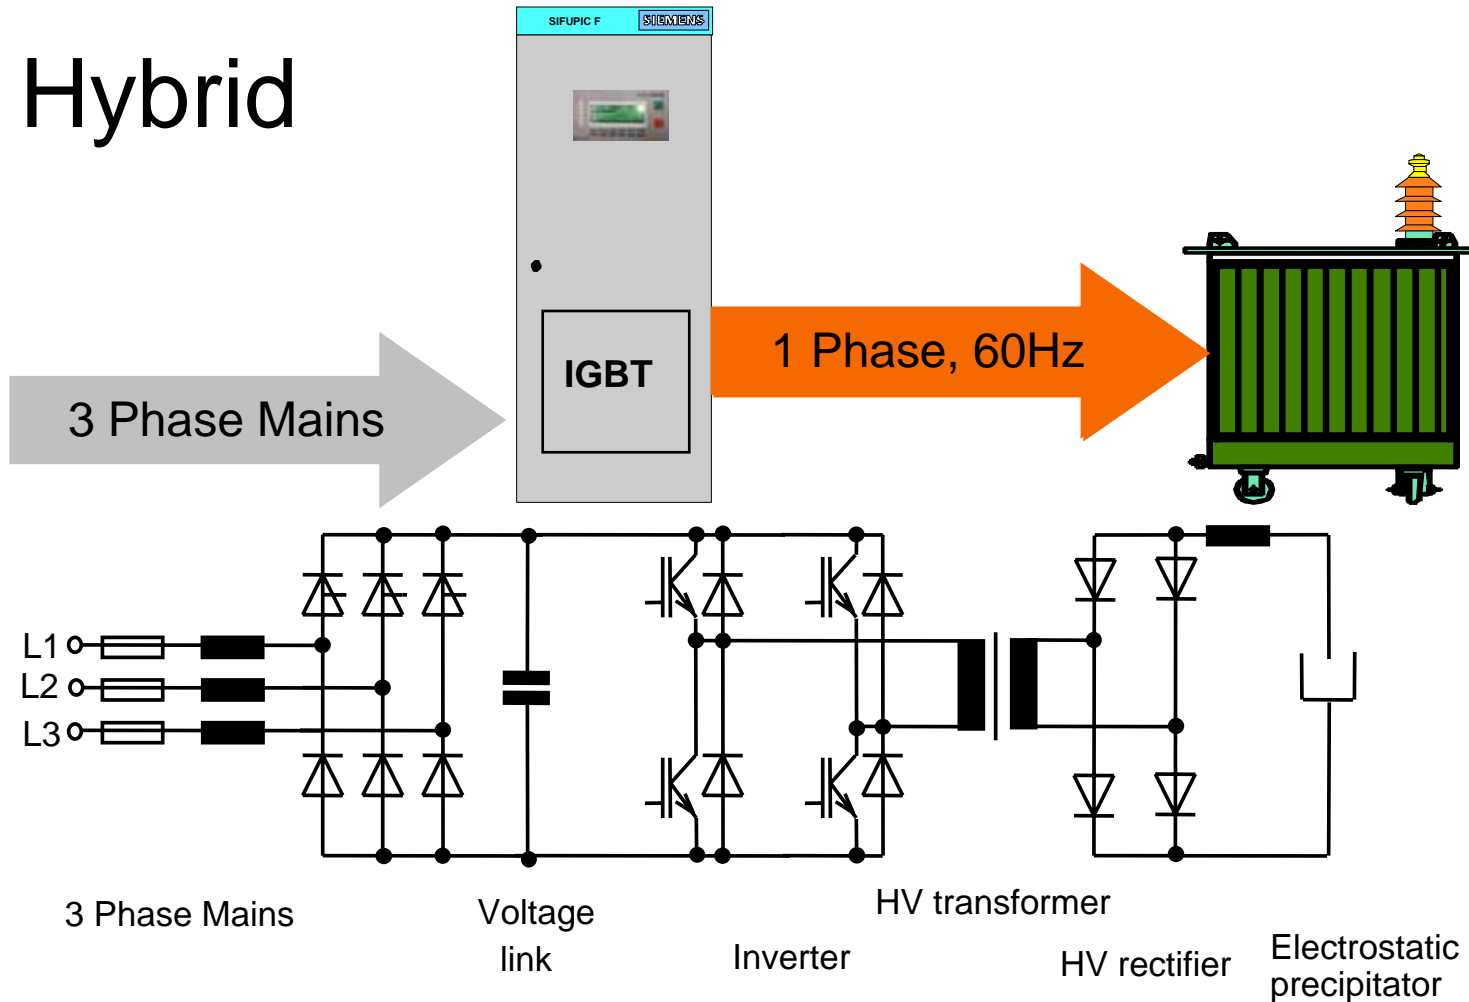 Hybrid
SIFUPIC F
SIEMENS
IGBT
3 Phase Mains
1 Phase, 60Hz
L1
L2
L3
3 Phase Mains
Voltage
link
Inverter
HV transformer
HV rectifier
Electrostatic
precipitator